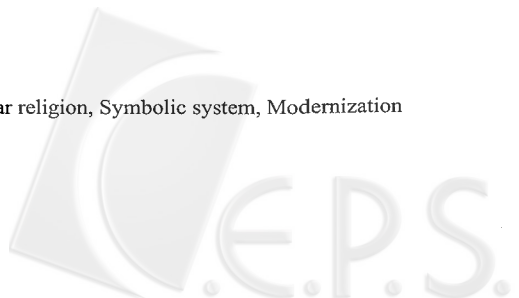 ar religion, Symbolic system, Modernization
C.E.P.S.